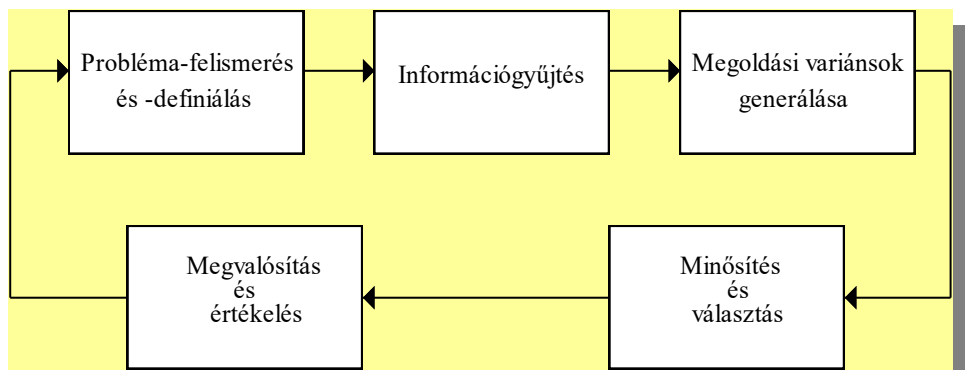 Probléma-felismerés
és -definiálás
Információgyűjtés
Megoldási variánsok
generálása
Minősítés
és
választás
Megvalósítás
és
értékelés